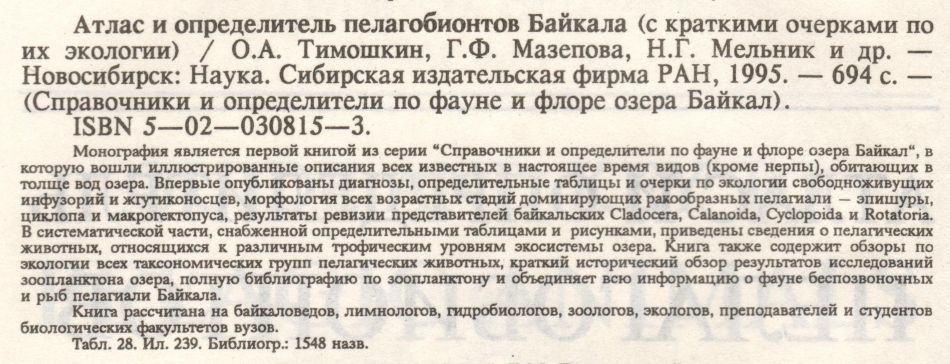 Атлас и определитель пелагобионтов Байкала (с краткими очерками по
их экологии) / О.А. Тимошкин, Г.Ф. Мазепова, Н.Г. Мельник и др. —
Новосибирск: Наука. Сибирская издательская фирма РАН, 1995. — 694 с. —
(Справочники и определители по фауне и флоре озера Байкал).
ISBN 5—02—030815—3.
Монография является первой книгой из серии "Справочники и определители по фауне и флоре озера Байкал", в
которую вошли иллюстрированные описания всех известных в настоящее время видов (кроме нерпы), обитающих в
толще вод озера. Впервые опубликованы диагнозы, определительные таблицы и очерки по экологии свободноживущих
инфузорий и жгутиконосцев, морфология всех возрастных стадий доминирующих ракообразных пелагиали — эпишуры,
циклопа и макрогектопуса, результаты ревизии представителей байкальских Cladocera, Calanoida, Cyclopoida и Rotatoria.
В систематической части, снабженной определительными таблицами и рисунками, приведены сведения о пелагических
животных, относящихся к различным трофическим уровням экосистемы озера. Книга также содержит обзоры по
экологии всех таксономических групп пелагических животных, краткий исторический обзор результатов исследований
зоопланктона озера, полную библиографию по зоопланктону и объединяет всю информацию о фауне беспозвоночных
и рыб пелагиали Байкала.
Книга рассчитана на байкаловедов, лимнологов, гидробиологов, зоологов, экологов, преподавателей и студентов
биологических факультетов вузов.
Табл. 28. Ил. 239. Библиогр.: 1548 назв.